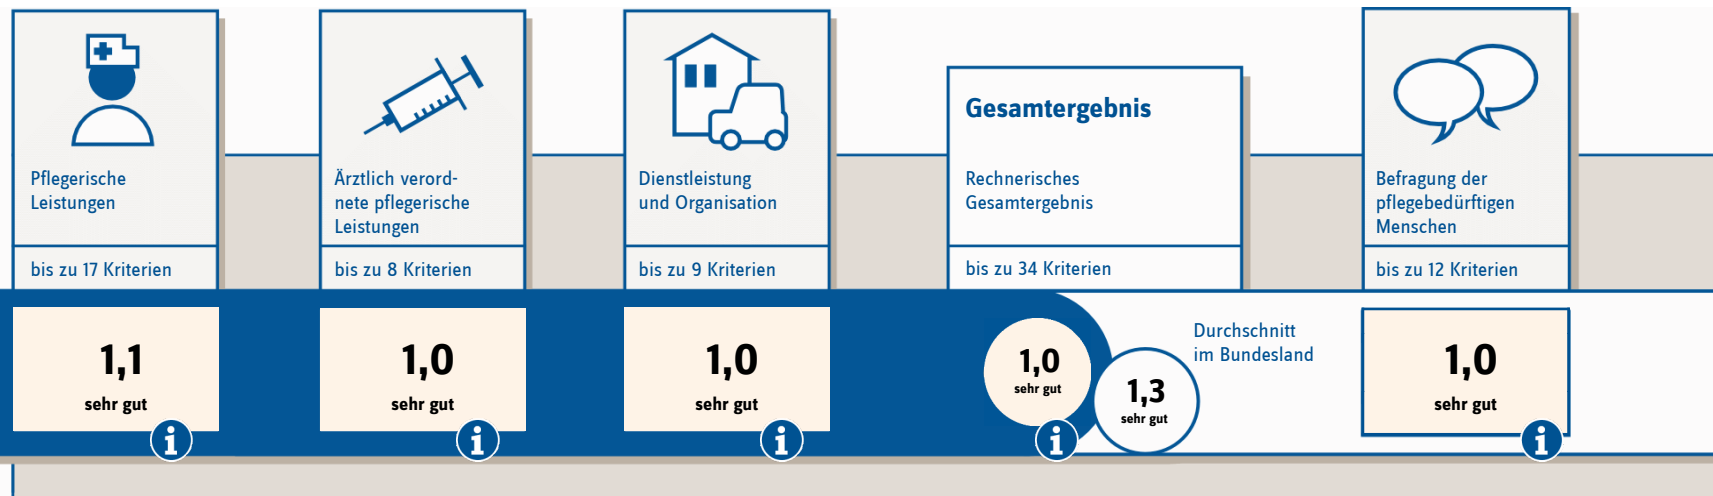 Pflegerische
Leistungen
bis zu 17 Kriterien
1,1
sehr gut
i
Ärztlich verord-
nete pflegerische
Leistungen
bis zu 8 Kriterien
1,0
sehr gut
i
Dienstleistung
und Organisation
bis zu 9 Kriterien
1,0
sehr gut
i
Gesamtergebnis
Rechnerisches
Gesamtergebnis
bis zu 34 Kriterien
1,0
sehr gut
i
1,3
sehr gut
Durchschnitt
im Bundesland
Befragung der
pflegebedürftigen
Menschen
bis zu 12 Kriterien
1,0
sehr gut
i